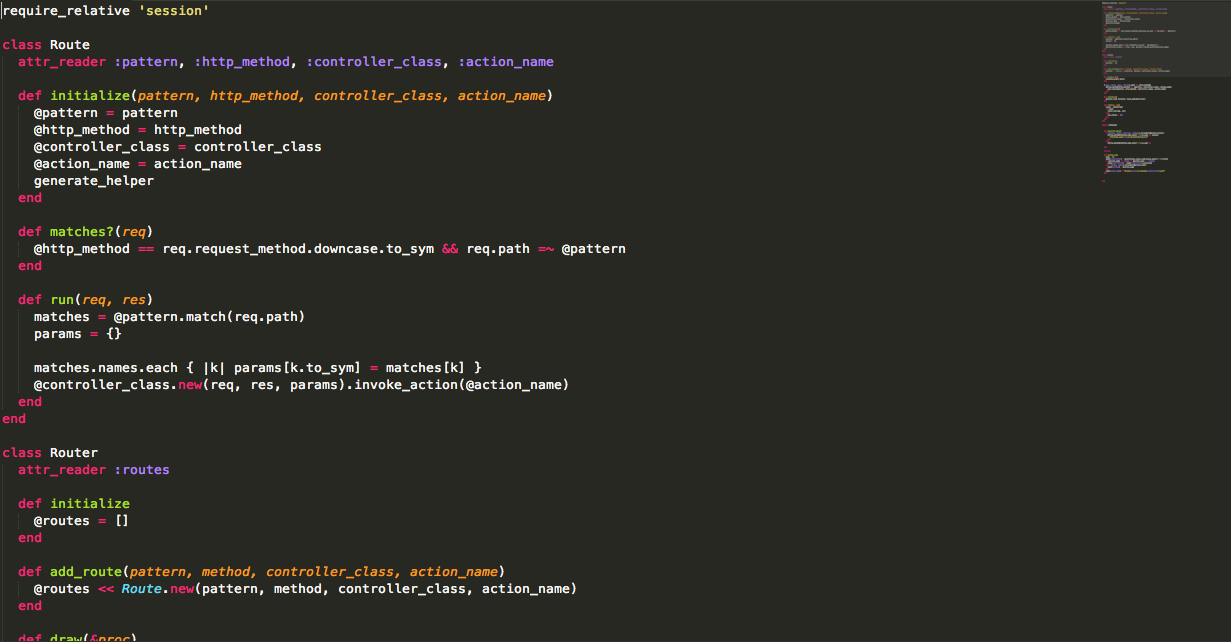 require_relative 'session'

class Route
  attr_reader :pattern, :http_method, :controller_class, :action_name

  def initialize(pattern, http_method, controller_class, action_name)
    @pattern = pattern
    @http_method = http_method
    @controller_class = controller_class
    @action_name = action_name
    generate_helper
  end

  def matches?(req)
    @http_method == req.request_method.downcase.to_sym && req.path =~ @pattern
  end

  def run(req, res)
    matches = @pattern.match(req.path)
    params = {}

    matches.names.each { |k| params[k.to_sym] = matches[k] }
    @controller_class.new(req, res, params).invoke_action(@action_name)
  end
end

class Router
  attr_reader :routes

  def initialize
    @routes = []
  end

  def add_route(pattern, method, controller_class, action_name)
    @routes << Route.new(pattern, method, controller_class, action_name)
  end

  def draw(&proc)